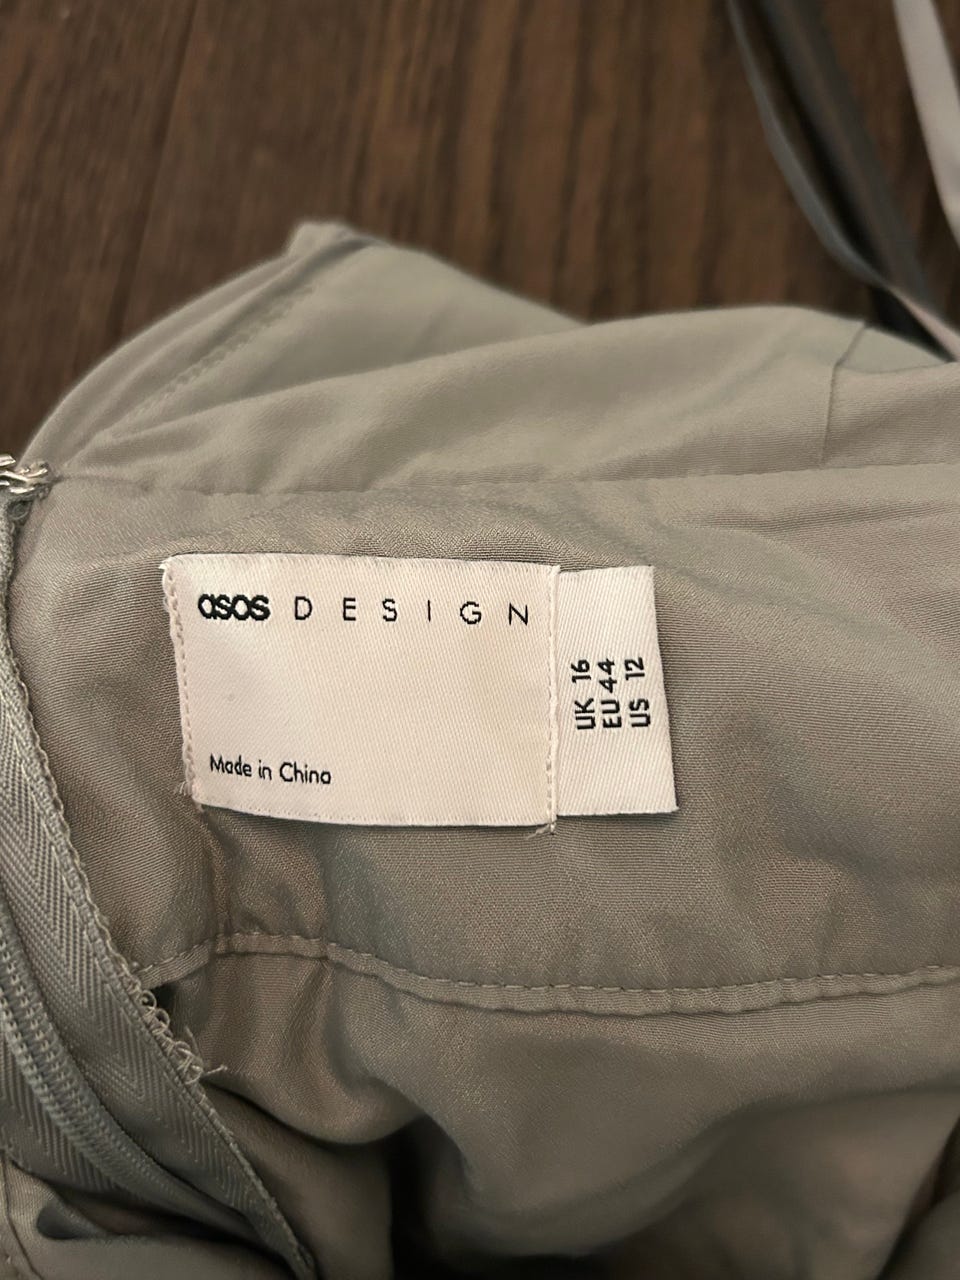 asos DESIGN
Made in China
UK 16
EU 44
US 12